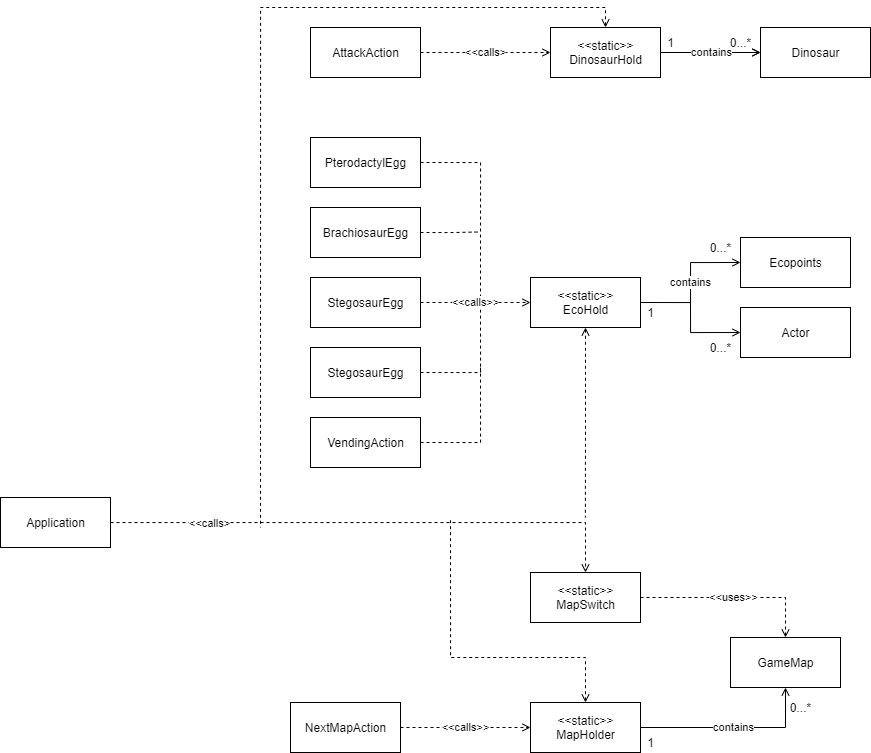 AttackAction
<<calls>
<<static>>
DinosaurHold
1
contains
0...*
Dinosaur
PterodactylEgg
BrachiosaurEgg
StegosaurEgg
<<calls>>
<<static>>
EcoHold
1
contains
0...*
Ecopoints
0...*
Actor
StegosaurEgg
VendingAction
Application
<<calls>
<<static>>
MapSwitch
<<uses>>
GameMap
NextMapAction
<<calls>>
<<static>>
MapHolder
1
contains
0...*